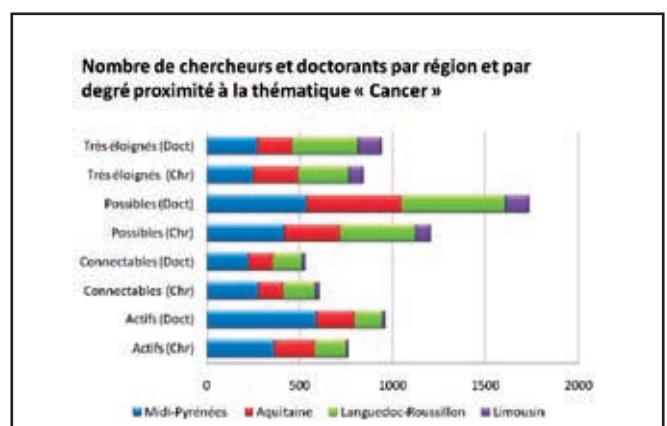 Nombre de chercheurs et doctorants par région et par
degré proximité à la thématique « Cancer »
Très éloignés (Doct)
Très éloignés (Chr)
Possibles (Doct)
Possibles (Chr)
Connectables (Doct)
Connectables (Chr)
Actifs (Doct)
Actifs (Chr)
0 500 1000 1500 2000
Midi-Pyrénées Aquitaine Languedoc-Roussillon Limousin